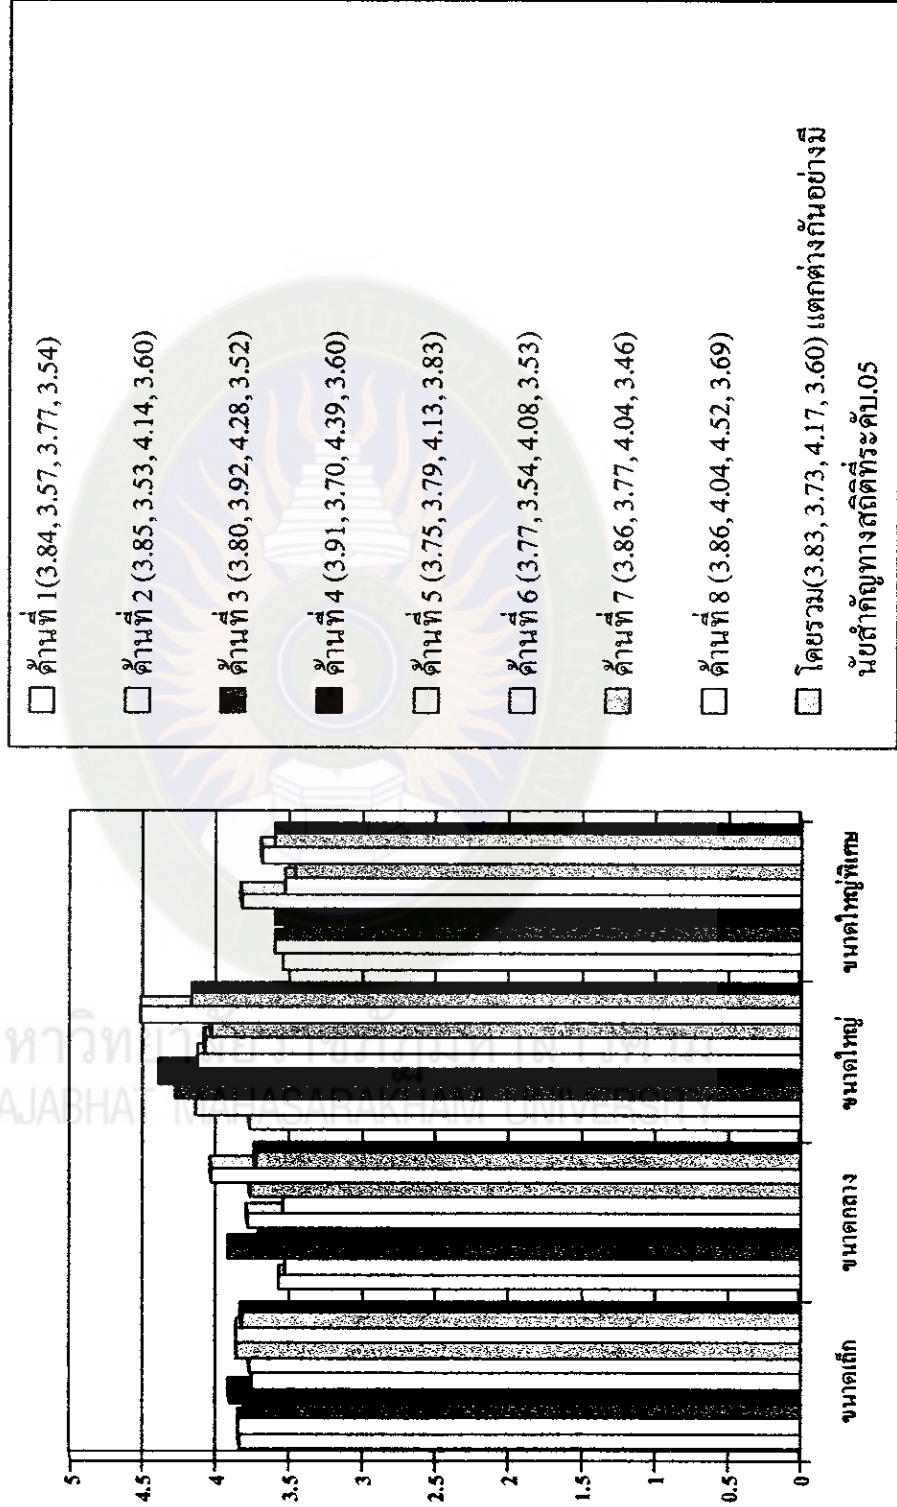 5
4.5
4
3.5
3
2.5
2
1.5
1
0.5
0
ขนาดเล็ก
ขนาดกลาง
ขนาดใหญ่
ขนาดใหญ่พิเศษ
ด้านที่ 1(3.84, 3.57, 3.77, 3.54)
ด้านที่ 2 (3.85, 3.53, 4.14, 3.60)
ด้านที่ 3 (3.80, 3.92, 4.28, 3.52)
ด้านที่ 4 (3.91, 3.70, 4.39, 3.60)
ด้านที่ 5 (3.75, 3.79, 4.13, 3.83)
ด้านที่ 6 (3.77, 3.54, 4.08, 3.53)
ด้านที่ 7 (3.86, 3.77, 4.04, 3.46)
ด้านที่ 8 (3.86, 4.04, 4.52, 3.69)
โดยรวม(3.83, 3.73, 4.17, 3.60) แตกต่างกันอย่างมี
นัยสำคัญทางสถิติที่ระดับ.05
MAHASARAKHAM UNIVERSITY